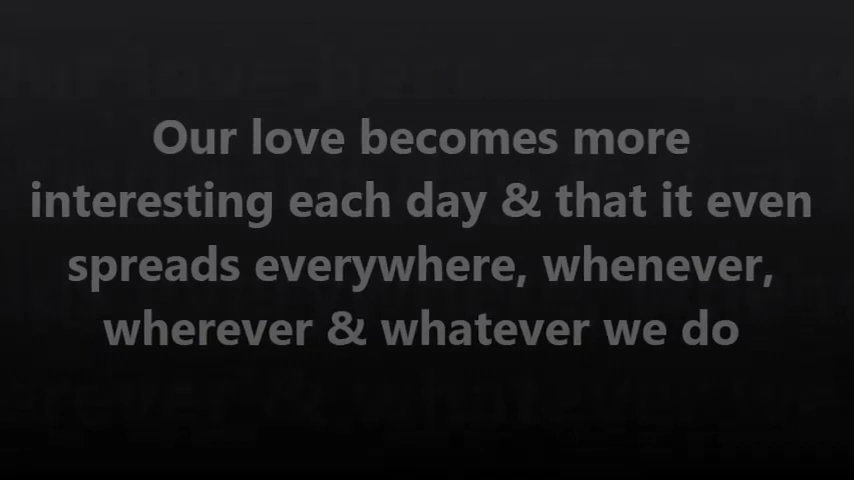 Our love becomes more
interesting each day & that it even
spreads everywhere, whenever,
wherever & whatever we do